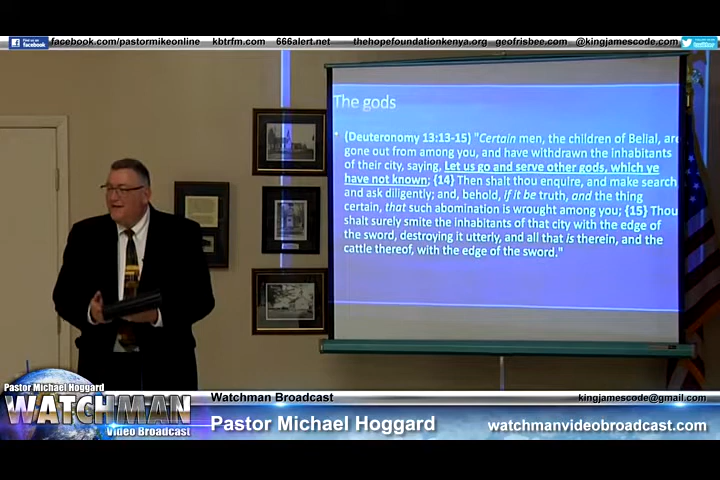 Find us on facebook
facebook.com/pastormikeonline kbtrfm.com 666alert.net thehopefoundationkenya.org geofrisbee.com @kingjamescode.com
The gods
• (Deuteronomy 13:13-15) "Certain men, the children of Belial, are
gone out from among you, and have withdrawn the inhabitants
of their city, saying, Let us go and serve other gods, which ye
have not known; {14} Then shalt thou enquire, and make search,
and ask diligently; and, behold, if it be truth, and the thing
certain, that such abomination is wrought among you; {15} Thou
shalt surely smite the inhabitants of that city with the edge of
the sword, destroying it utterly, and all that is therein, and the
cattle thereof, with the edge of the sword."
Pastor Michael Hoggard
WATCHMAN
Video Broadcast
Watchman Broadcast
kingjamescode@gmail.com
Pastor Michael Hoggard
watchmanvideobroadcast.com